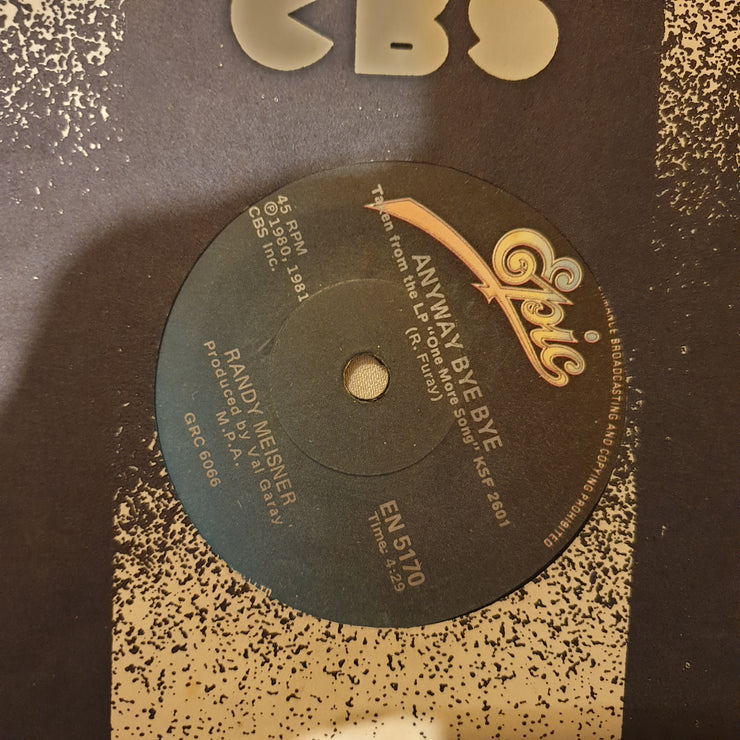 CBS
Epic
RMANCE BROADCASTING AND COPYING PROHIBITED
ANYWAY BYE BYE
Taken from the LP "One More Song" KSF 2601
(R. Furay)
45 RPM
℗1980, 1981
CBS Inc.
EN 5170
Time: 4:29
RANDY MEISNER
Produced by Val Garay
M.P.A.
GRC 6066